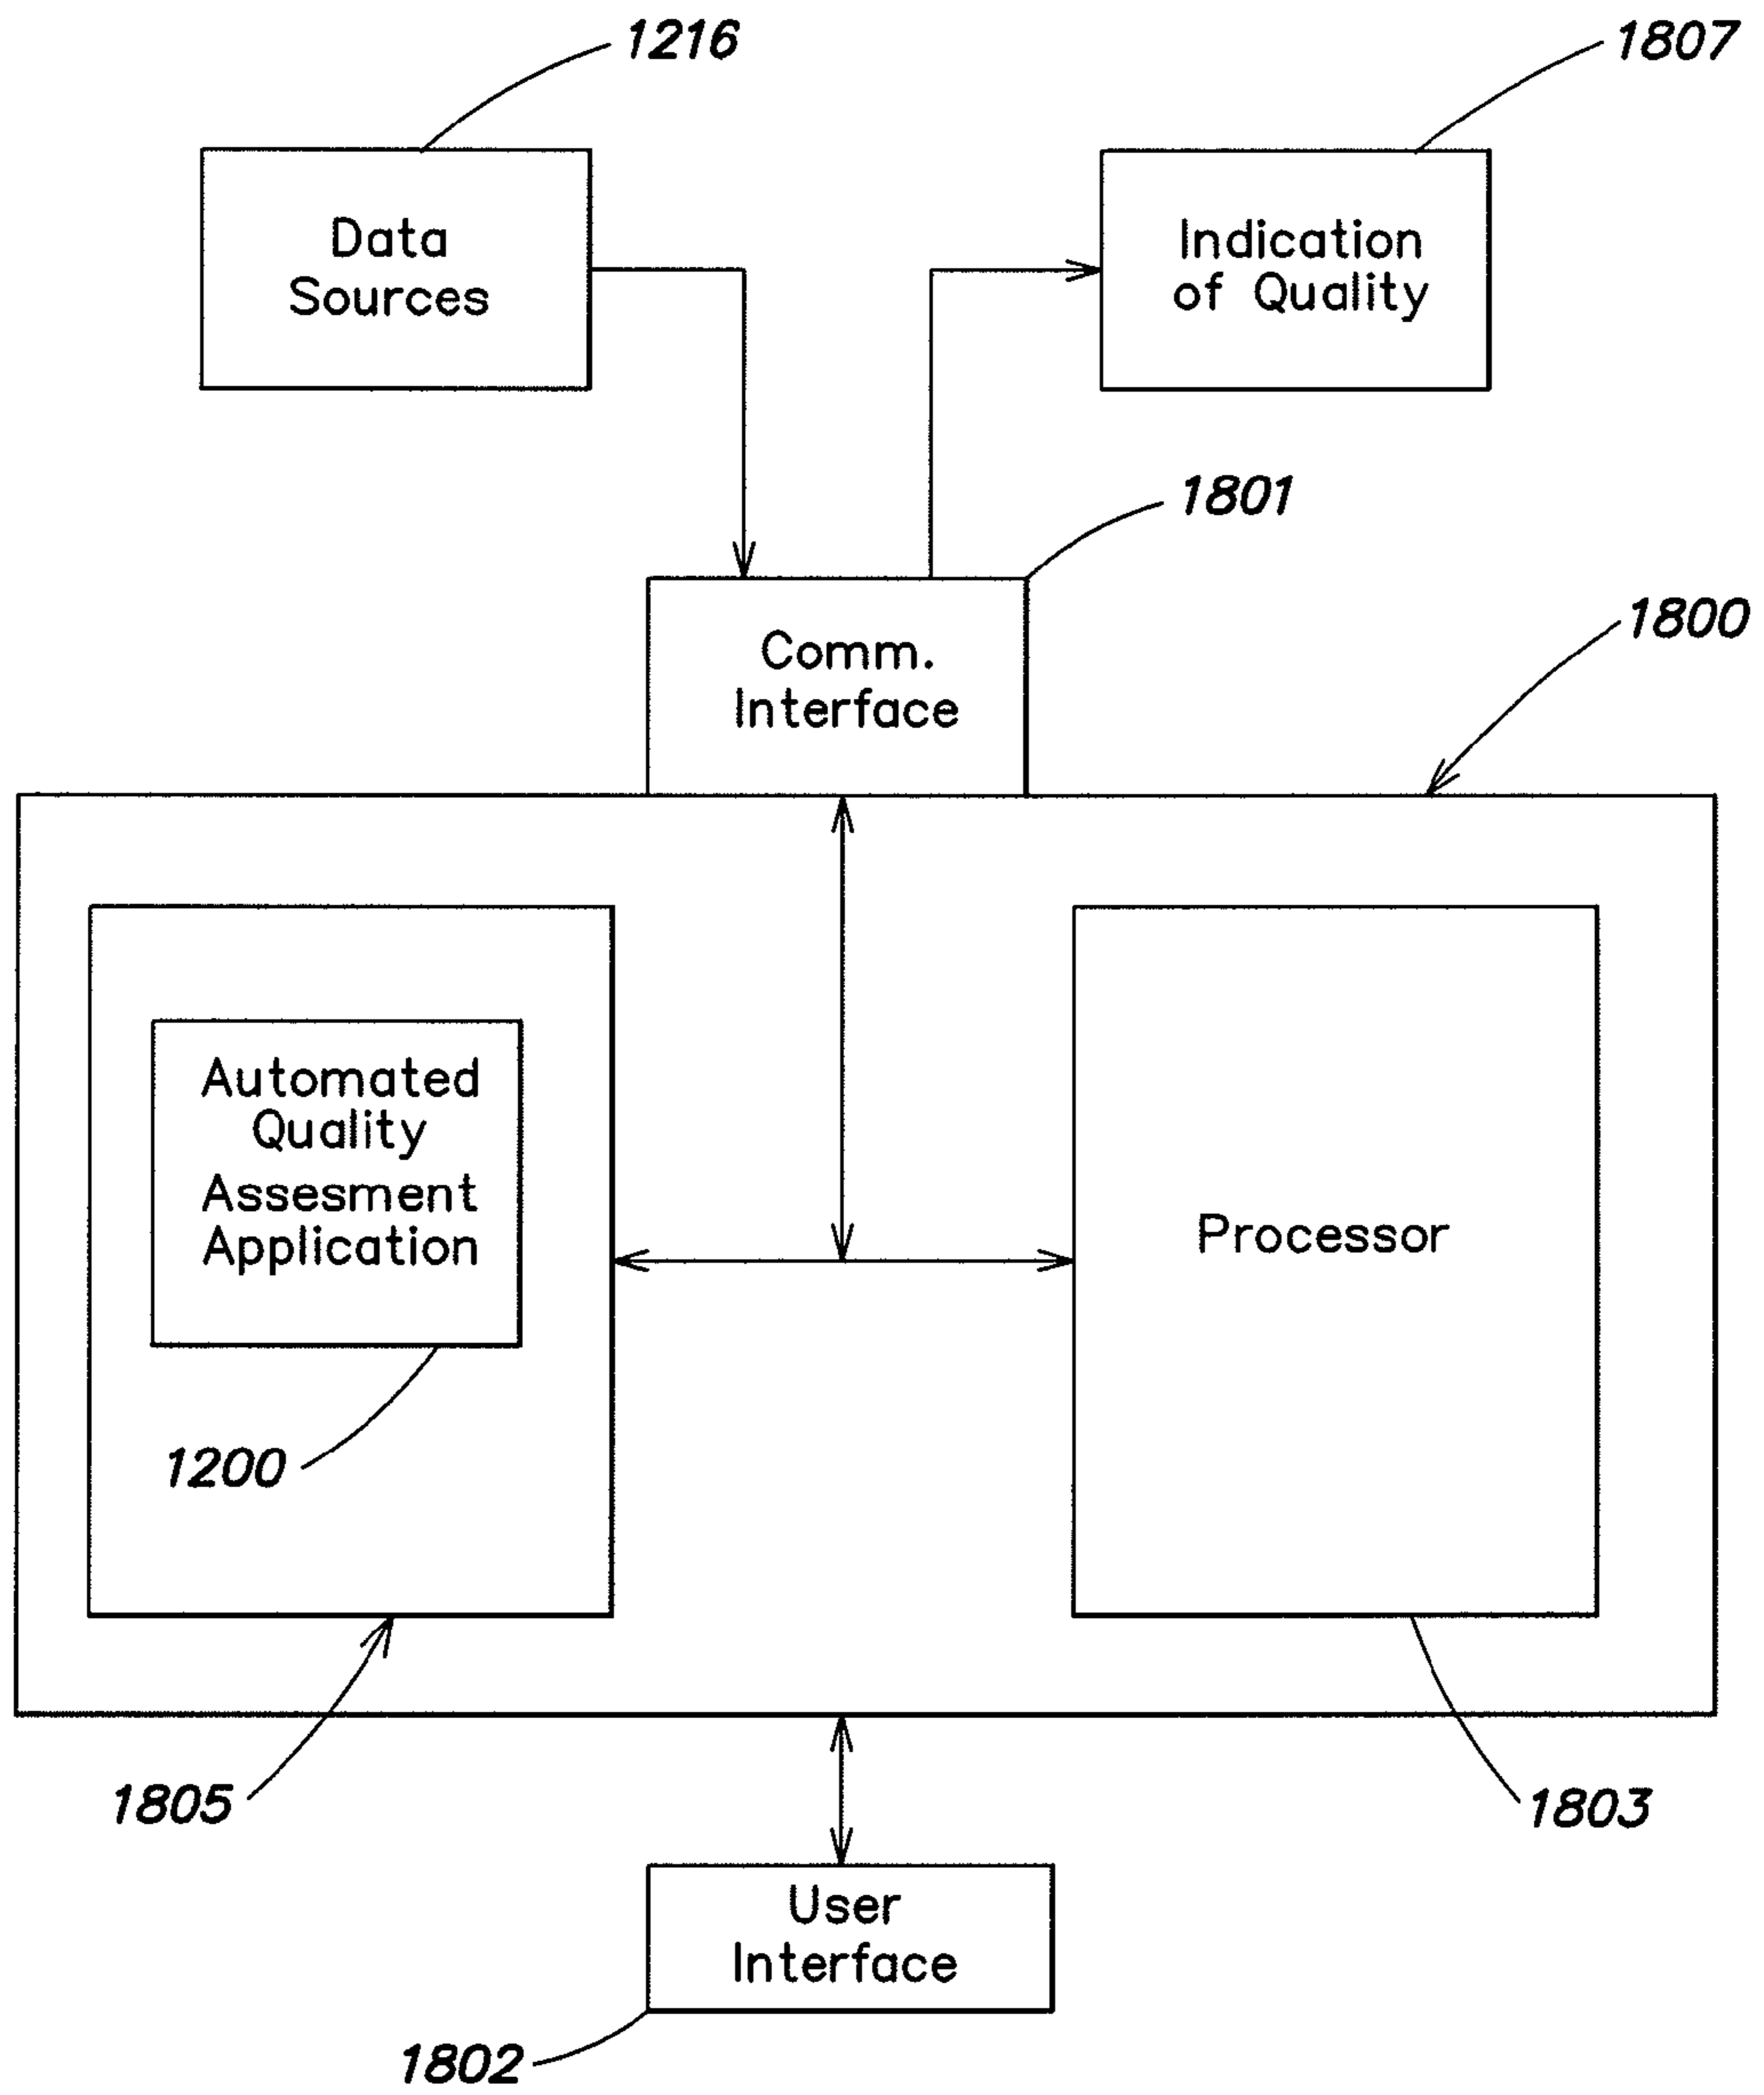 1216
1807
Data
Sources
Indication
of Quality
1801
1800
Comm.
Interface
Automated
Quality
Assesment
Application
Processor
1200
1805
1803
User
Interface
1802